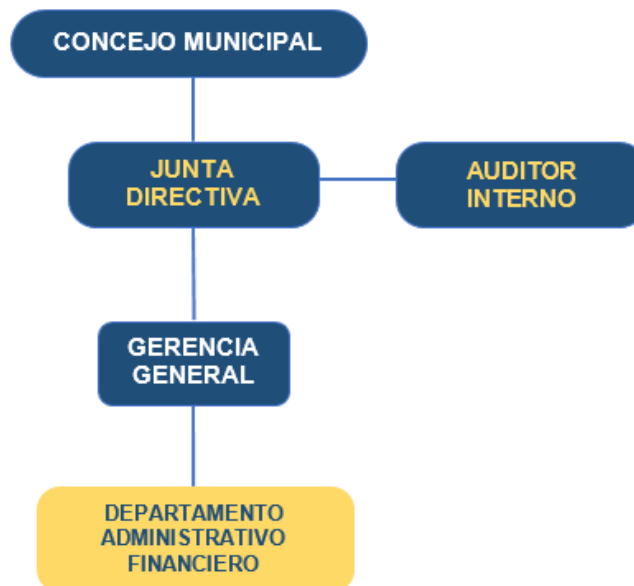 CONCEJO MUNICIPAL
JUNTA
DIRECTIVA
AUDITOR
INTERNO
GERENCIA
GENERAL
DEPARTAMENTO
ADMINISTRATIVO
FINANCIERO